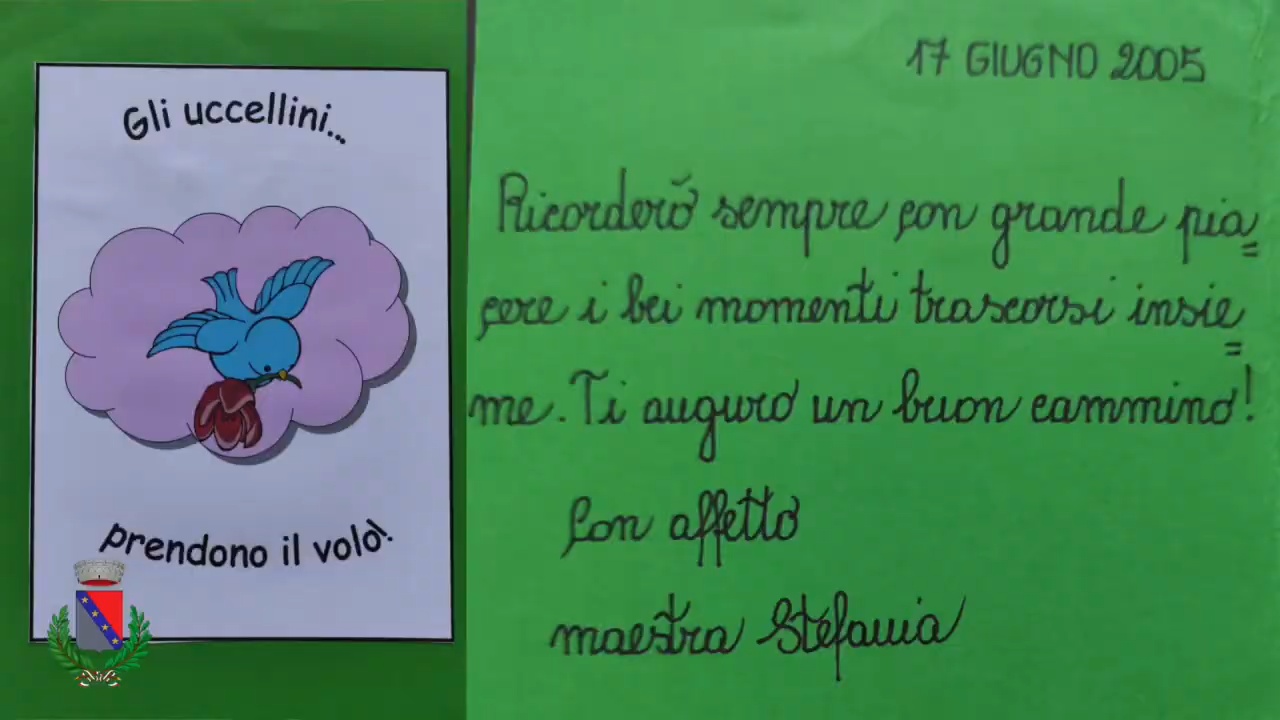 Gli uccellini...
prendono il volo!
17 GIUGNO 2005
Ricorderò sempre con grande pia=
cere i bei momenti trascorsi insie=
me. Ti auguro un buon cammino!
Con affetto
maestra Stefania